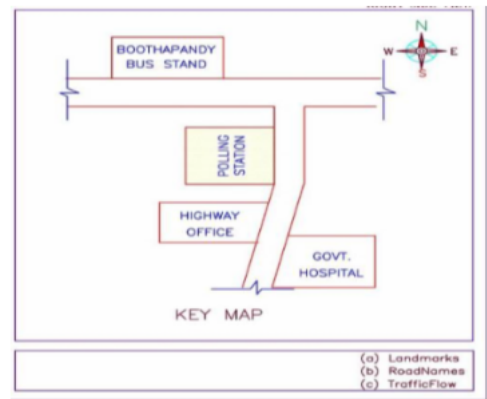 N
BOOTHAPANDY
BUS STAND
W
E
S
POLLING
STATION
HIGHWAY
OFFICE
GOVT.
HOSPITAL
KEY MAP
(a) Landmarks
(b) RoadNames
(c) TrafficFlow